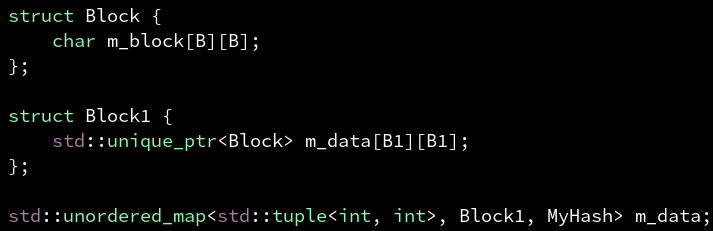 struct Block {
    char m_block[B][B];
};

struct Block1 {
    std::unique_ptr<Block> m_data[B1][B1];
};

std::unordered_map<std::tuple<int, int>, Block1, MyHash> m_data;